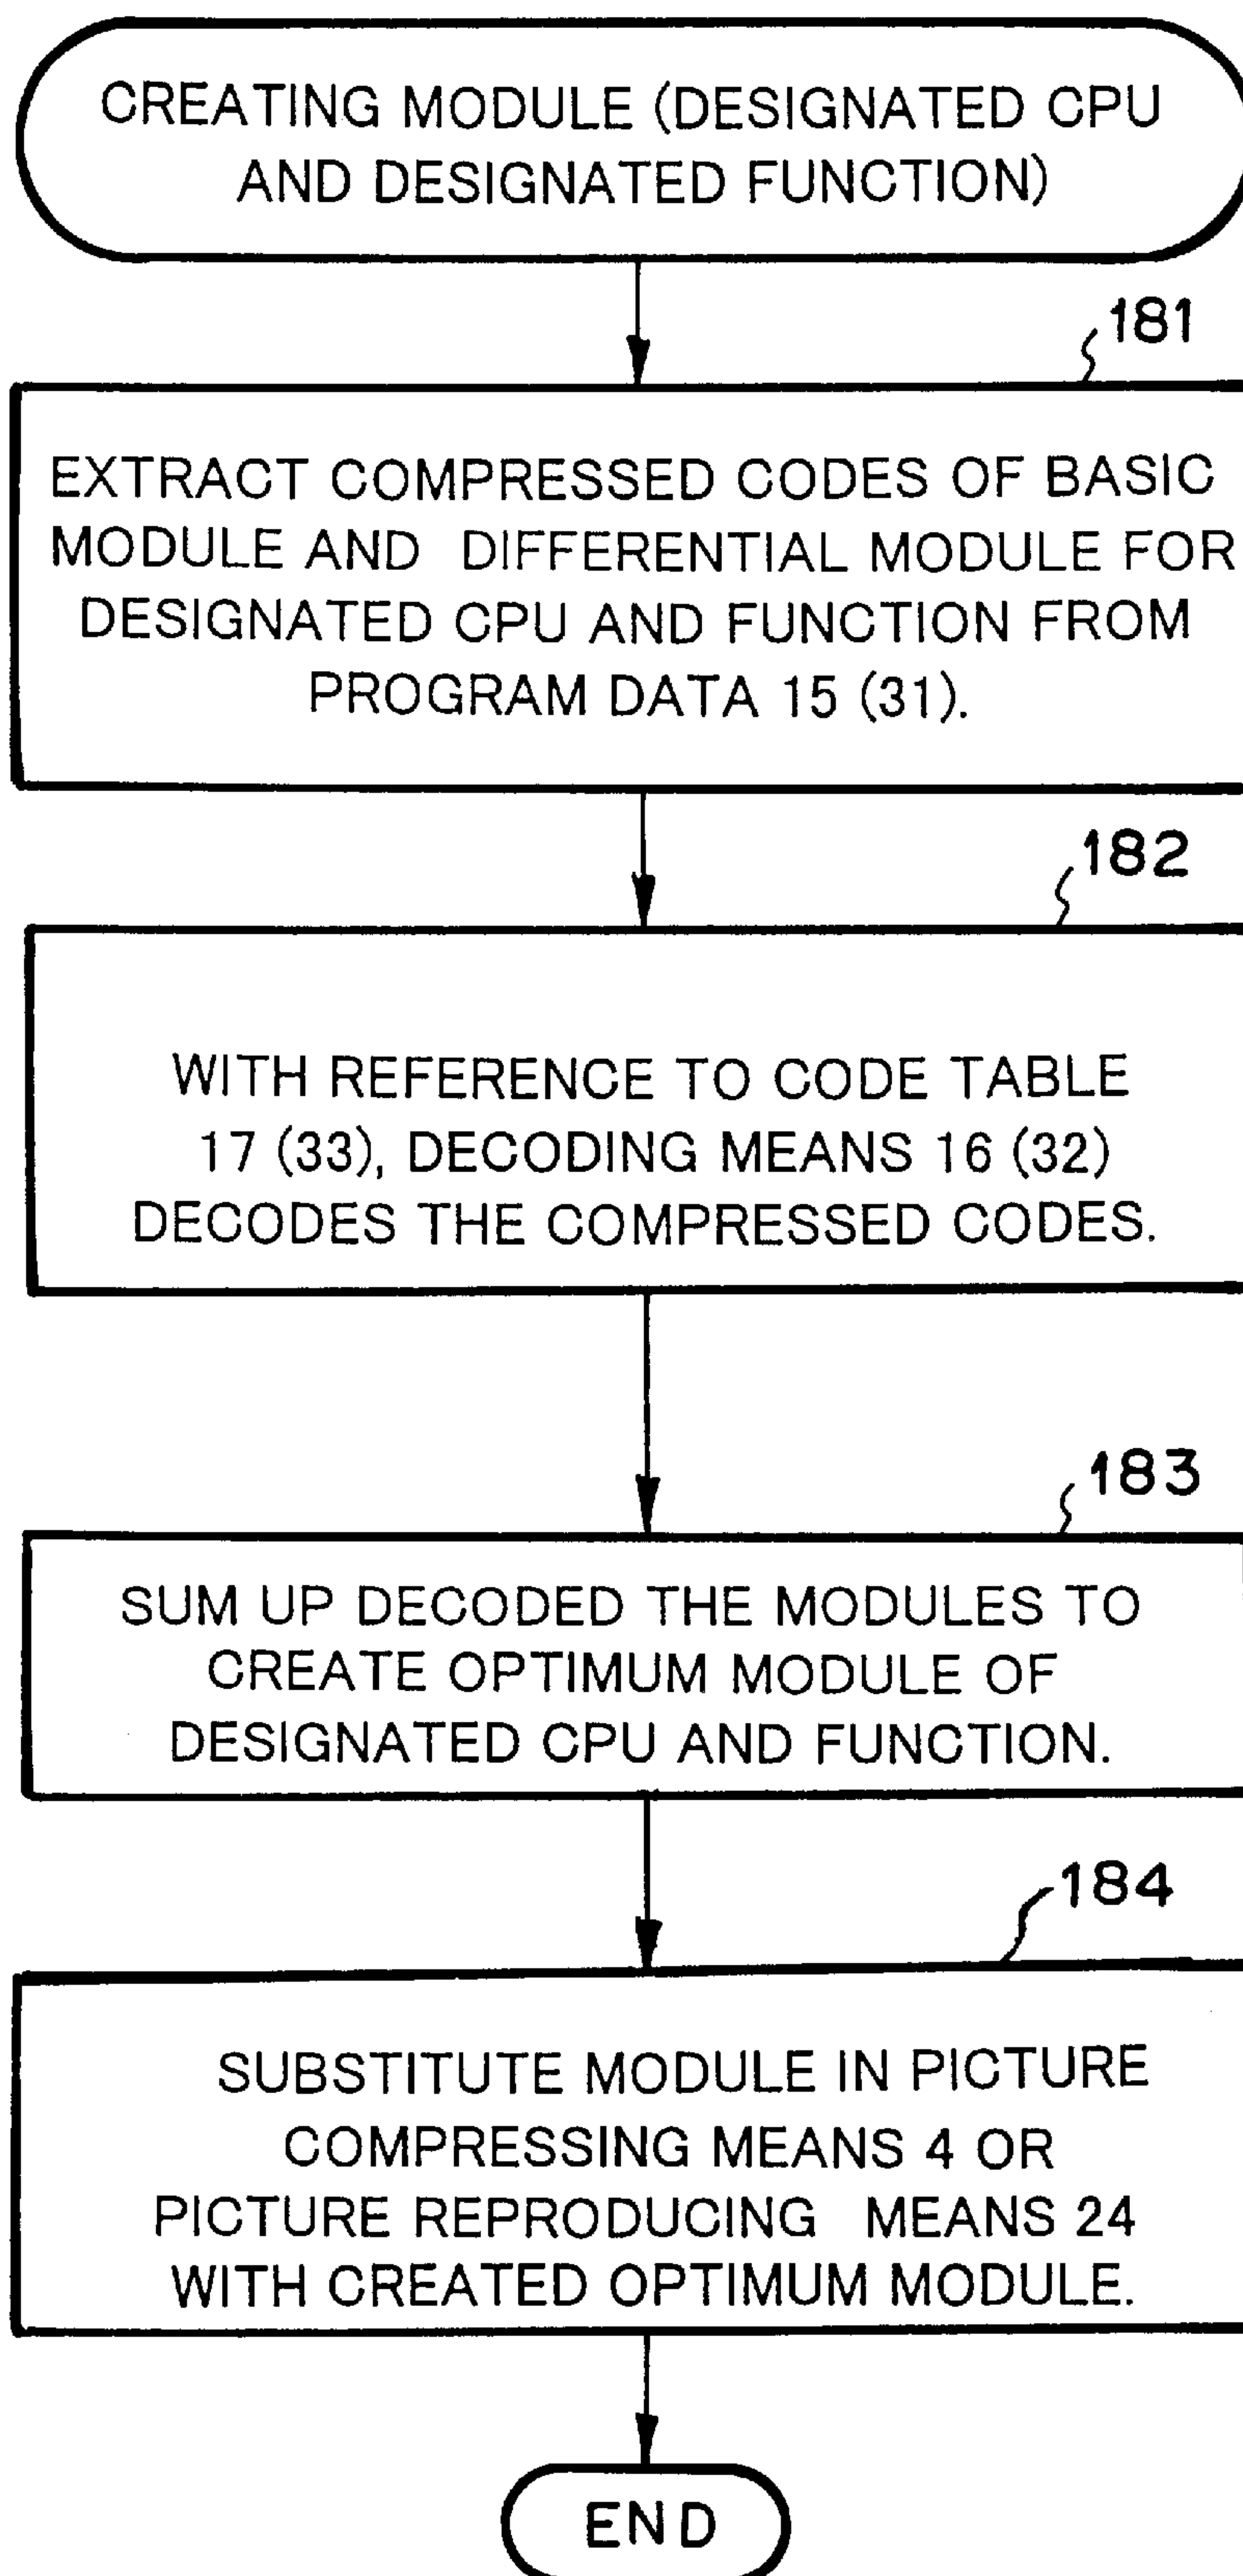 CREATING MODULE (DESIGNATED CPU
AND DESIGNATED FUNCTION)
181
EXTRACT COMPRESSED CODES OF BASIC
MODULE AND DIFFERENTIAL MODULE FOR
DESIGNATED CPU AND FUNCTION FROM
PROGRAM DATA 15 (31).
182
WITH REFERENCE TO CODE TABLE
17 (33), DECODING MEANS 16 (32)
DECODES THE COMPRESSED CODES.
183
SUM UP DECODED THE MODULES TO
CREATE OPTIMUM MODULE OF
DESIGNATED CPU AND FUNCTION.
184
SUBSTITUTE MODULE IN PICTURE
COMPRESSING MEANS 4 OR
PICTURE REPRODUCING MEANS 24
WITH CREATED OPTIMUM MODULE.
END